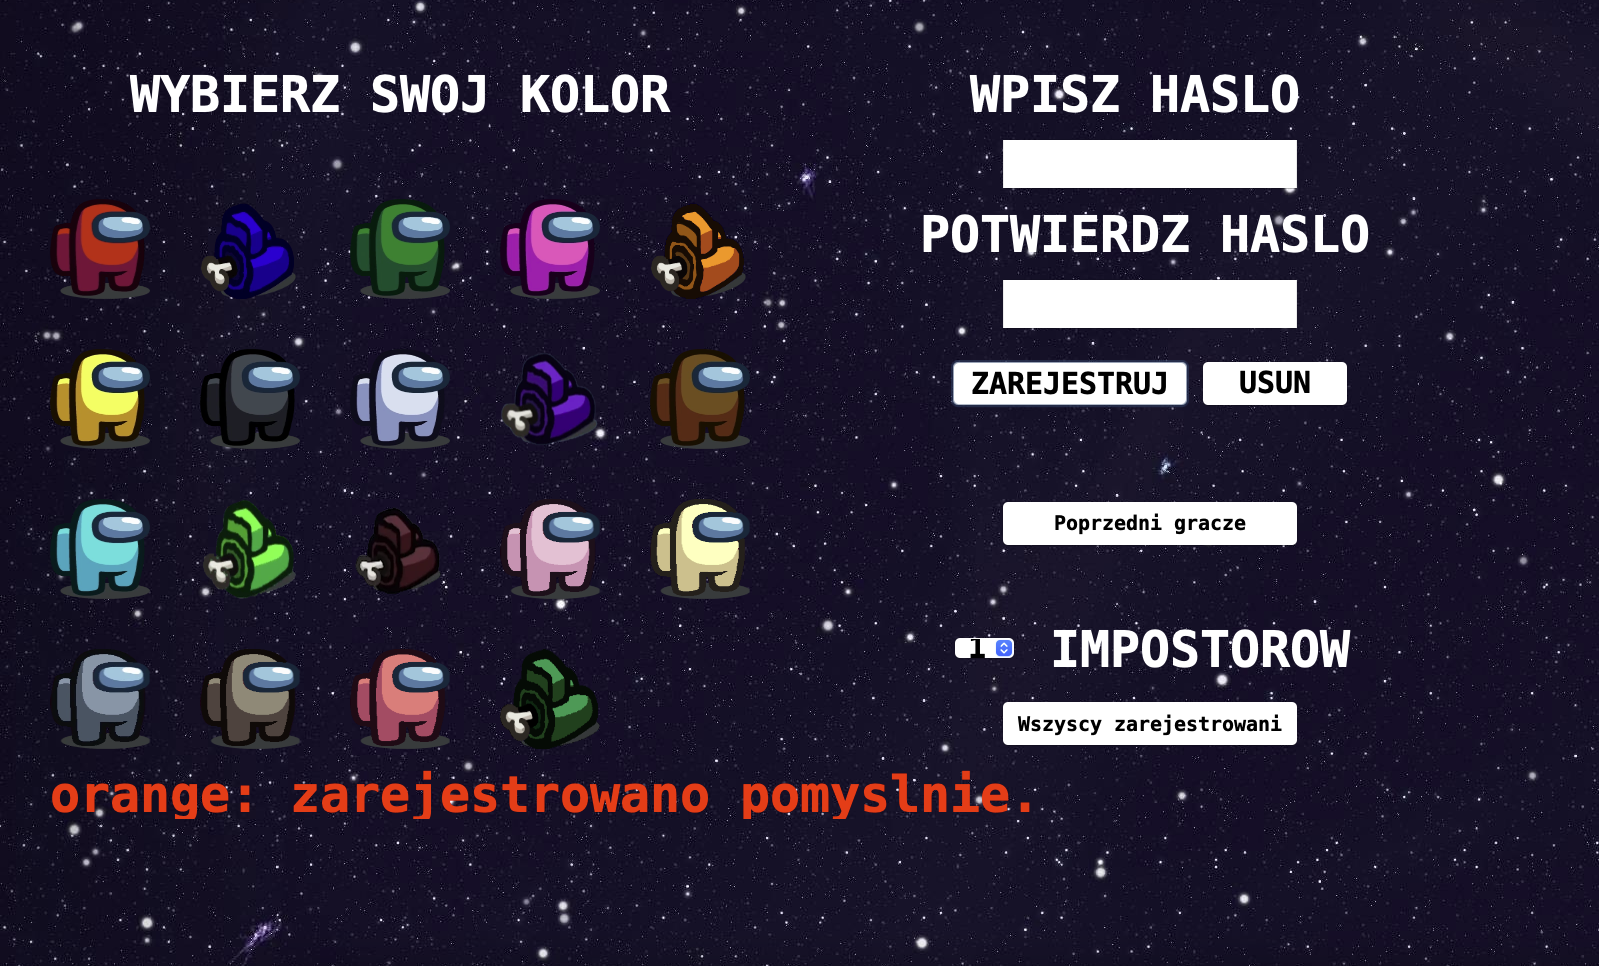 WYBIERZ SWOJ KOLOR
WPISZ HASLO
POTWIERDZ HASLO
ZAREJESTRUJ
USUN
Poprzedni gracze
1
IMPOSTOROW
Wszyscy zarejestrowani
orange: zarejestrowano pomyslnie.